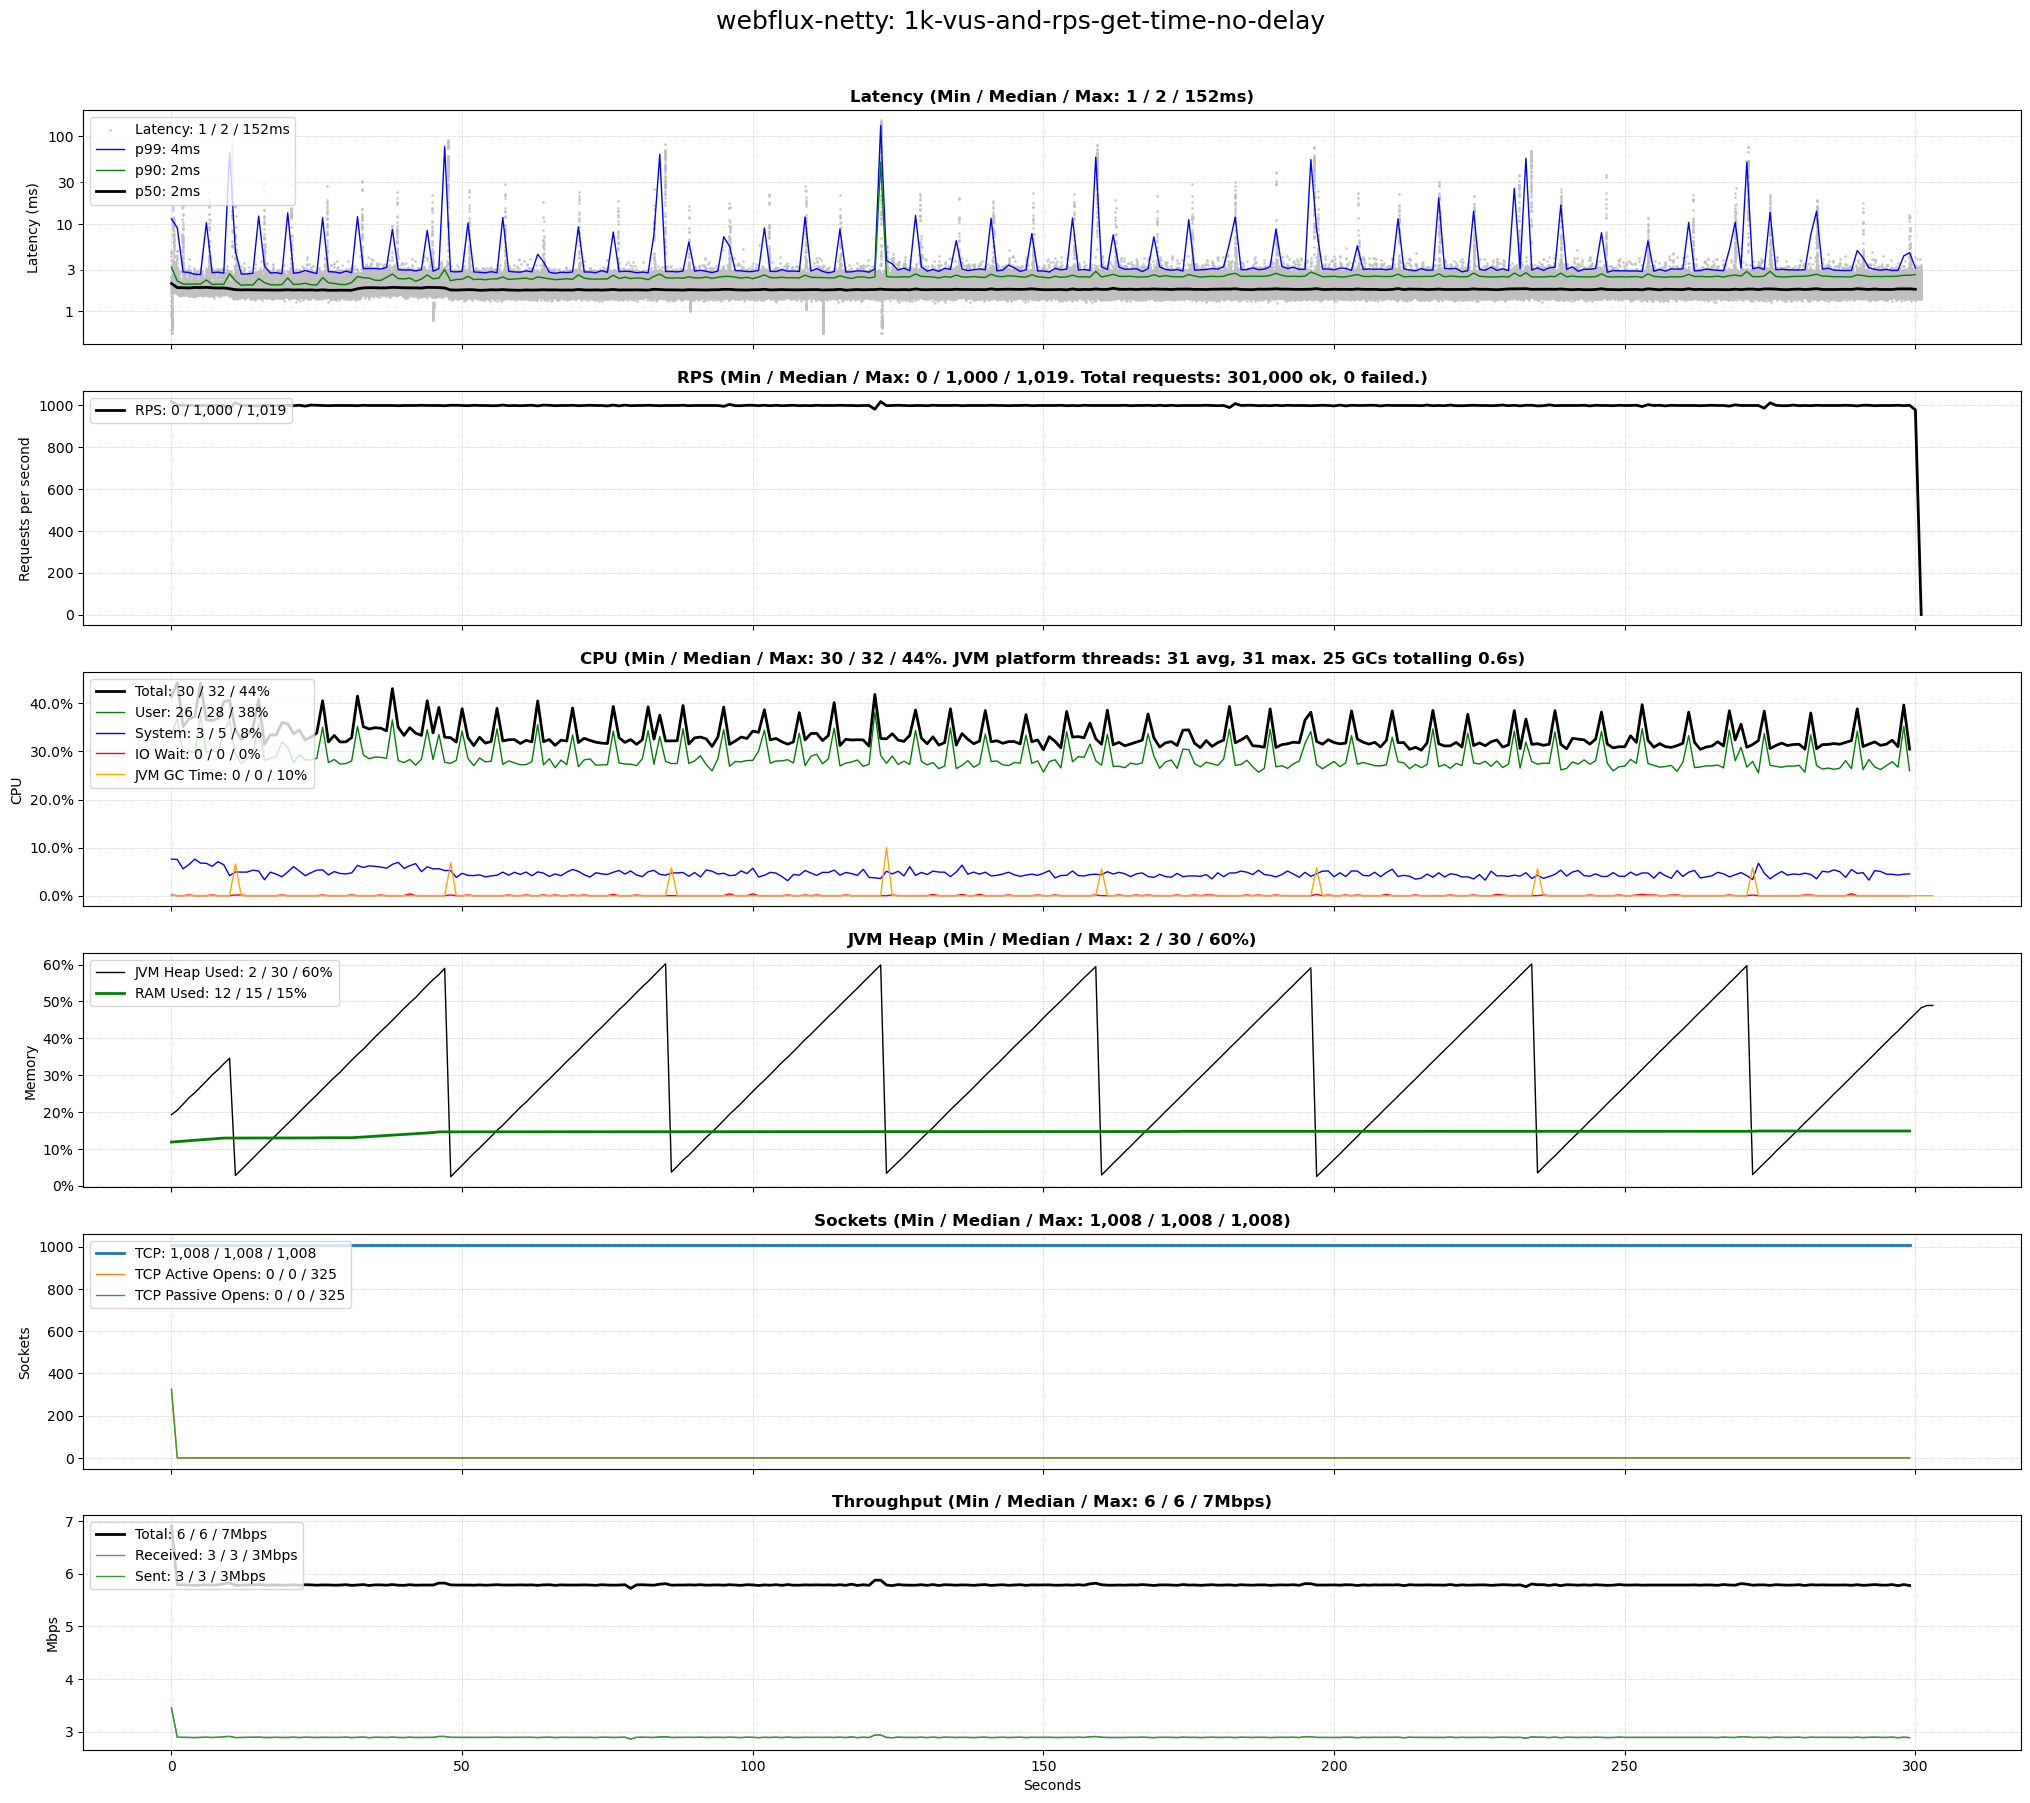 webflux-netty: 1k-vus-and-rps-get-time-no-delay
Latency (Min / Median / Max: 1 / 2 / 152ms)
Latency: 1 / 2 / 152ms
p99: 4ms
p90: 2ms
p50: 2ms
Latency (ms)
100
30
10
3
1
RPS (Min / Median / Max: 0 / 1,000 / 1,019. Total requests: 301,000 ok, 0 failed.)
RPS: 0 / 1,000 / 1,019
Requests per second
1000
800
600
400
200
0
CPU (Min / Median / Max: 30 / 32 / 44%. JVM platform threads: 31 avg, 31 max. 25 GCs totalling 0.6s)
Total: 30 / 32 / 44%
User: 26 / 28 / 38%
System: 3 / 5 / 8%
IO Wait: 0 / 0 / 0%
JVM GC Time: 0 / 0 / 10%
CPU
40.0%
30.0%
20.0%
10.0%
0.0%
JVM Heap (Min / Median / Max: 2 / 30 / 60%)
JVM Heap Used: 2 / 30 / 60%
RAM Used: 12 / 15 / 15%
Memory
60%
50%
40%
30%
20%
10%
0%
Sockets (Min / Median / Max: 1,008 / 1,008 / 1,008)
TCP: 1,008 / 1,008 / 1,008
TCP Active Opens: 0 / 0 / 325
TCP Passive Opens: 0 / 0 / 325
Sockets
1000
800
600
400
200
0
Throughput (Min / Median / Max: 6 / 6 / 7Mbps)
Total: 6 / 6 / 7Mbps
Received: 3 / 3 / 3Mbps
Sent: 3 / 3 / 3Mbps
Mbps
7
6
5
4
3
0 50 100 150 200 250 300
Seconds